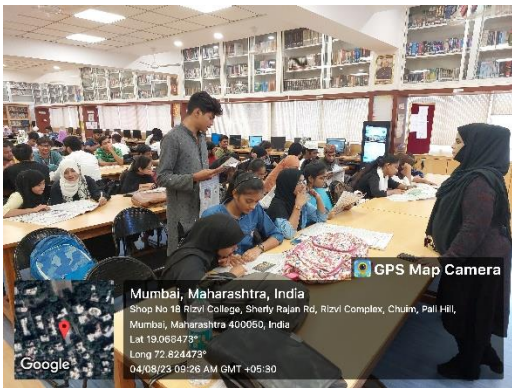 GPS Map Camera
Mumbai, Maharashtra, India
Shop No 18 Rizvi College, Sherly Rajan Rd, Rizvi Complex, Chuim, Pali Hill,
Mumbai, Maharashtra 400050, India
Lat 19.068473°
Long 72.824473°
04/08/23 09:26 AM GMT +05:30
Google